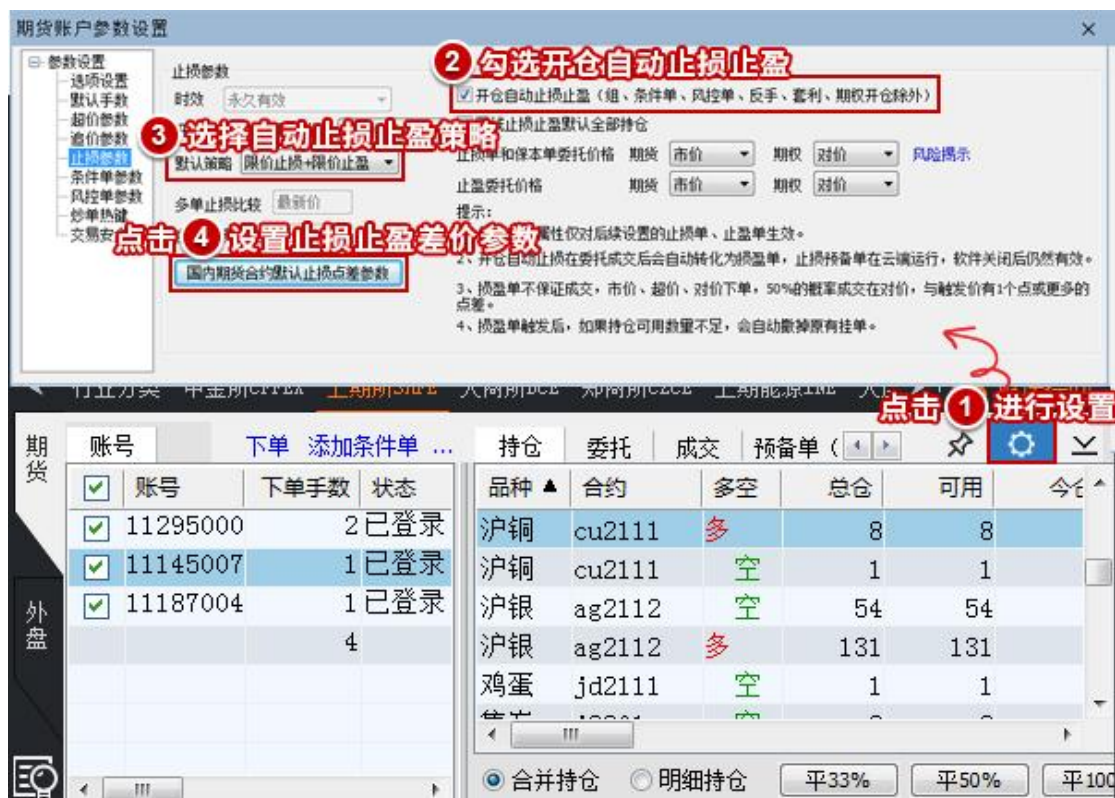 期货账户参数设置
参数设置
选项设置
默认手数
超价参数
追价参数
止损参数
条件单参数
风控单参数
炒单热键
交易安
止损参数
时效 永久有效
3 选择自动止损止盈策略
默认策略 限价止损+限价止盈
多单止损比较 最新价
点击 4 设置止损止盈差价参数
国内期货合约默认止损点差参数
2 勾选开仓自动止损止盈
开仓自动止损止盈（组、条件单、风控单、反手、套利、期权开仓除外）
止损止盈默认全部持仓
止损单和保本单委托价格 期货 市价 期权 对价 风险揭示
止盈委托价格 期货 市价 期权 对价
提示：
属性仅对后续设置的止损单、止盈单生效。
2、开仓自动止损在委托成交后会自动转化为损盈单，止损预备单在云端运行，软件关闭后仍然有效。
3、损盈单不保证成交，市价、超价、对价下单，50%的概率成交在对价，与触发价有1个点或更多的
点差。
4、损盈单触发后，如果持仓可用数量不足，会自动撤掉原有挂单。
行业分类 中金所CFFEX 上期所SHFE 大商所DCE 郑商所CZCE 上期能源INE
点击 1 进行设置
期货
外盘
账号 下单 添加条件单 ...
账号 下单手数 状态
11295000 2 已登录
11145007 1 已登录
11187004 1 已登录
4
持仓 委托 成交 预备单 (
品种 ▲ 合约 多空 总仓 可用 今仓
沪铜 cu2111 多 8 8
沪铜 cu2111 空 1 1
沪银 ag2112 空 54 54
沪银 ag2112 多 131 131
鸡蛋 jd2111 空 1 1
合并持仓 明细持仓 平33% 平50% 平100